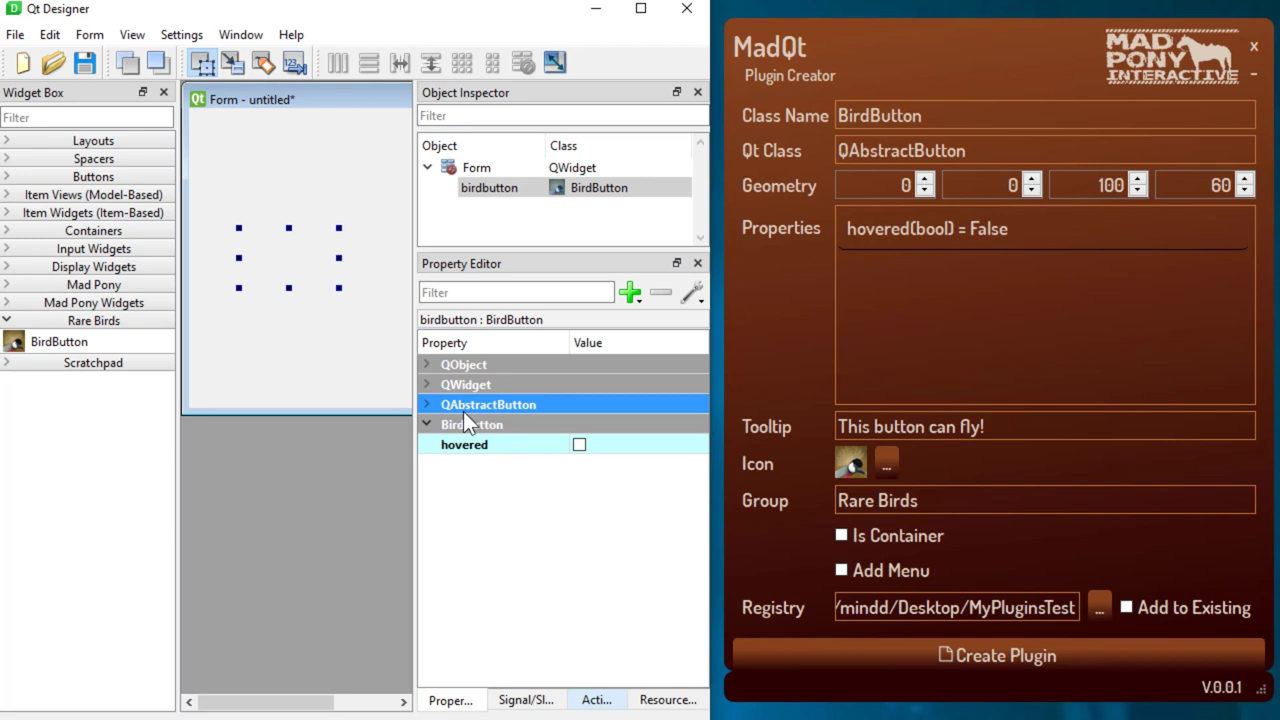 Qt Designer
File Edit Form View Settings Window Help
Widget Box
Filter
Layouts
Spacers
Buttons
Item Views (Model-Based)
Item Widgets (Item-Based)
Containers
Input Widgets
Display Widgets
Mad Pony
Mad Pony Widgets
Rare Birds
BirdButton
Scratchpad
Qt Form - untitled*
Object Inspector
Filter
Object Class
Form QWidget
birdbutton BirdButton
Property Editor
Filter
birdbutton : BirdButton
Property Value
QObject
QWidget
QAbstractButton
hovered
Proper... Signal/Sl... Acti... Resource...
MadQt
Plugin Creator
MAD
PONY
INTERACTIVE
x
-
Class Name BirdButton
Qt Class QAbstractButton
Geometry 0 0 100 60
Properties hovered(bool) = False
Tooltip This button can fly!
Icon ...
Group Rare Birds
Is Container
Add Menu
Registry /mindd/Desktop/MyPluginsTest ... Add to Existing
Create Plugin
V.0.0.1